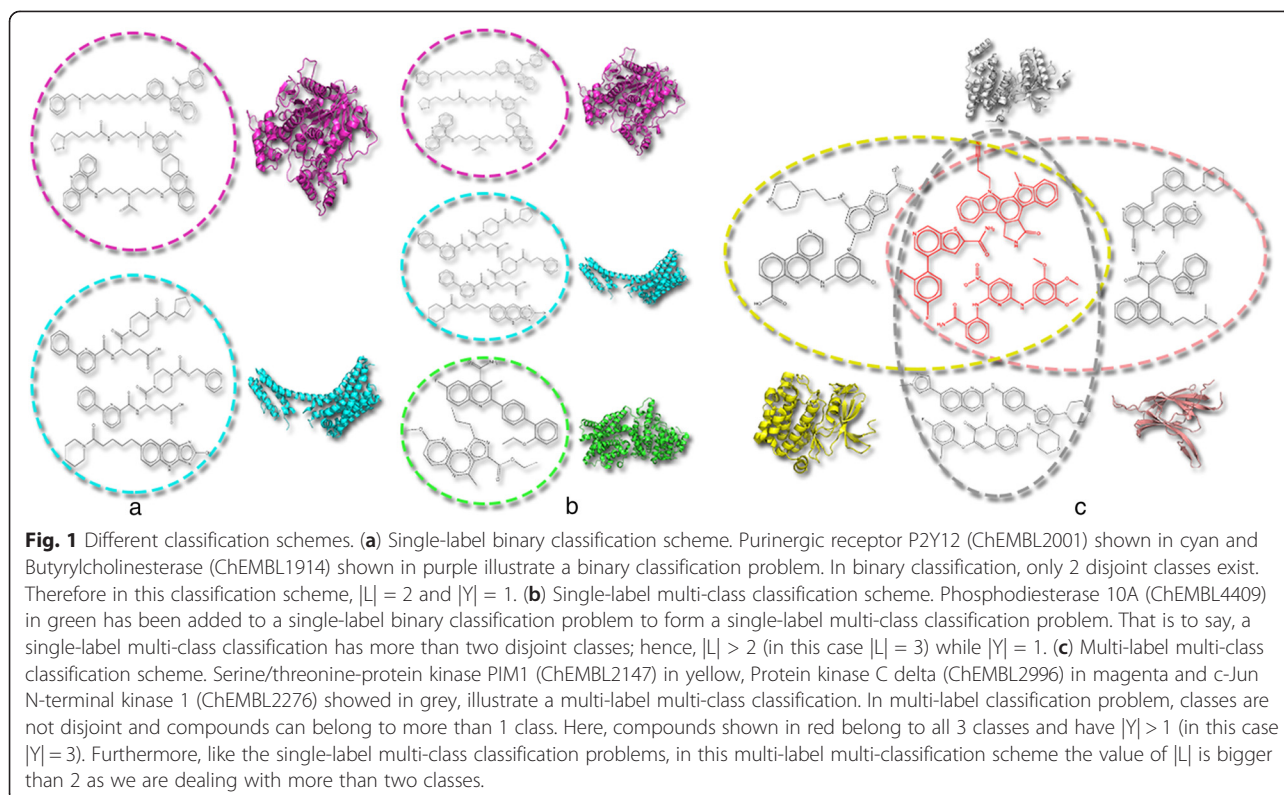 a
b
c
Fig. 1 Different classification schemes. (a) Single-label binary classification scheme. Purinergic receptor P2Y12 (ChEMBL2001) shown in cyan and
Butyrylcholinesterase (ChEMBL1914) shown in purple illustrate a binary classification problem. In binary classification, only 2 disjoint classes exist.
Therefore in this classification scheme, |L| = 2 and |Y| = 1. (b) Single-label multi-class classification scheme. Phosphodiesterase 10A (ChEMBL4409)
in green has been added to a single-label binary classification problem to form a single-label multi-class classification problem. That is to say, a
single-label multi-class classification has more than two disjoint classes; hence, |L| > 2 (in this case |L| = 3) while |Y| = 1. (c) Multi-label multi-class
classification scheme. Serine/threonine-protein kinase PIM1 (ChEMBL2147) in yellow, Protein kinase C delta (ChEMBL2996) in magenta and c-Jun
N-terminal kinase 1 (ChEMBL2276) showed in grey, illustrate a multi-label multi-class classification. In multi-label classification problem, classes are
not disjoint and compounds can belong to more than 1 class. Here, compounds shown in red belong to all 3 classes and have |Y| > 1 (in this case
|Y| = 3). Furthermore, like the single-label multi-class classification problems, in this multi-label multi-classification scheme the value of |L| is bigger
than 2 as we are dealing with more than two classes.